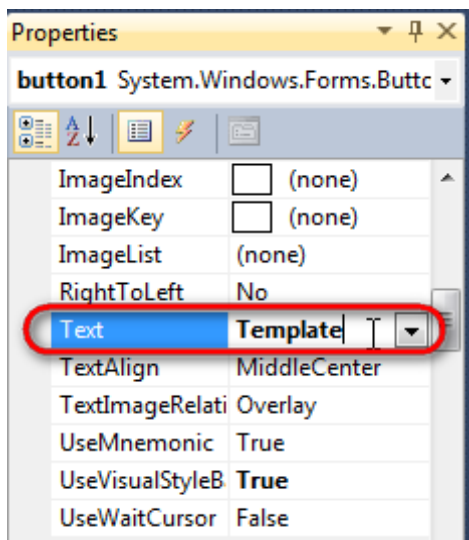 Properties
button1 System.Windows.Forms.Buttc
ImageIndex (none)
ImageKey (none)
ImageList (none)
RightToLeft No
Text Template
TextAlign MiddleCenter
TextImageRelati Overlay
UseMnemonic True
UseVisualStyleB True
UseWaitCursor False